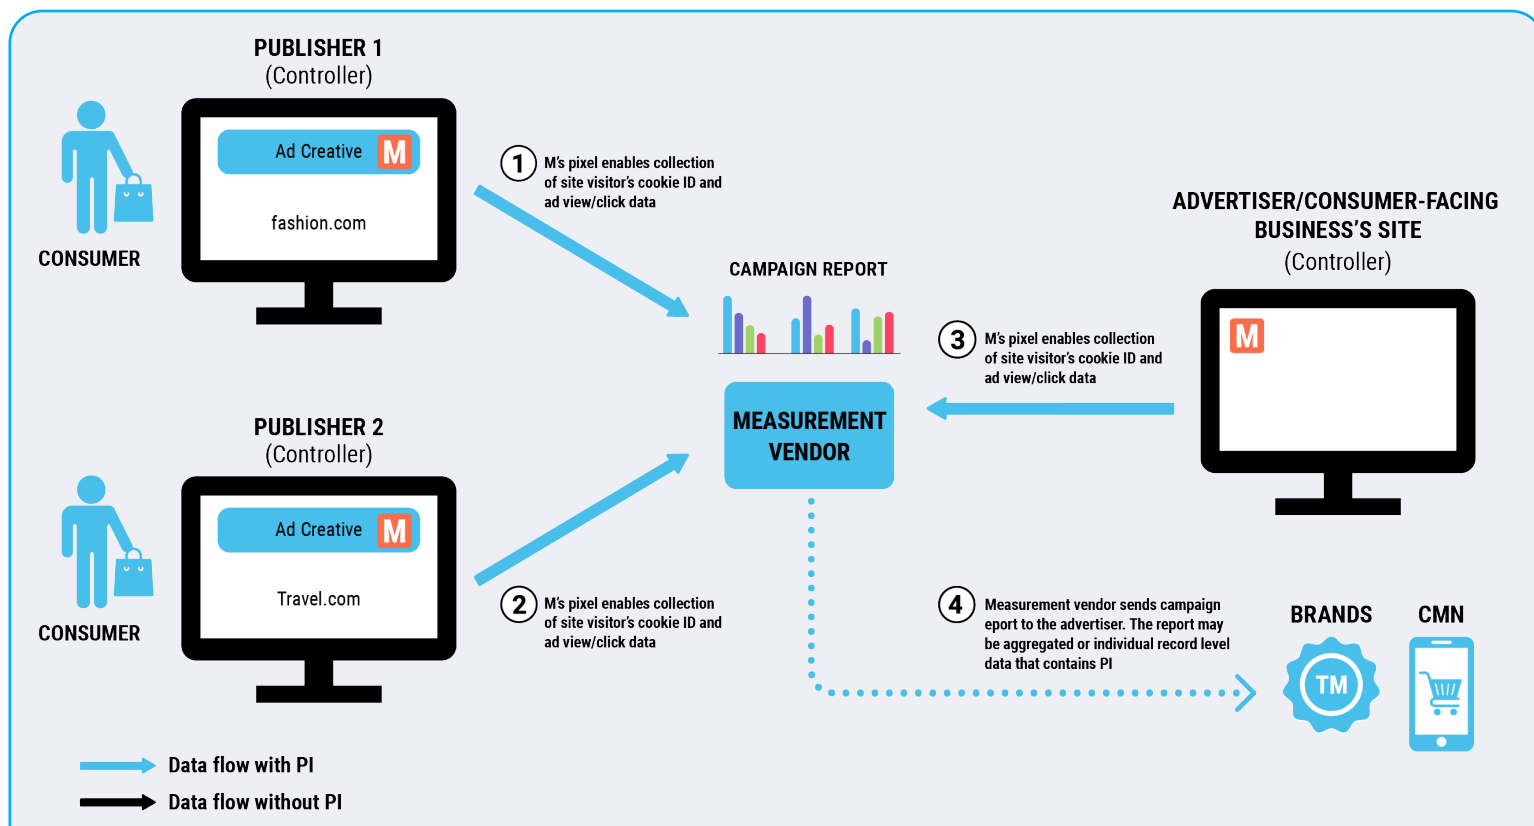 PUBLISHER 1
(Controller)
Ad Creative M
fashion.com
CONSUMER
1 M's pixel enables collection
of site visitor's cookie ID and
ad view/click data
PUBLISHER 2
(Controller)
Ad Creative M
Travel.com
CONSUMER
2 M's pixel enables collection
of site visitor's cookie ID and
ad view/click data
CAMPAIGN REPORT
MEASUREMENT
VENDOR
ADVERTISER/CONSUMER-FACING
BUSINESS'S SITE
(Controller)
M
3 M's pixel enables collection
of site visitor's cookie ID and
ad view/click data
4 Measurement vendor sends campaign
eport to the advertiser. The report may
be aggregated or individual record level
data that contains PI
BRANDS
TM
CMN
Data flow with PI
Data flow without PI